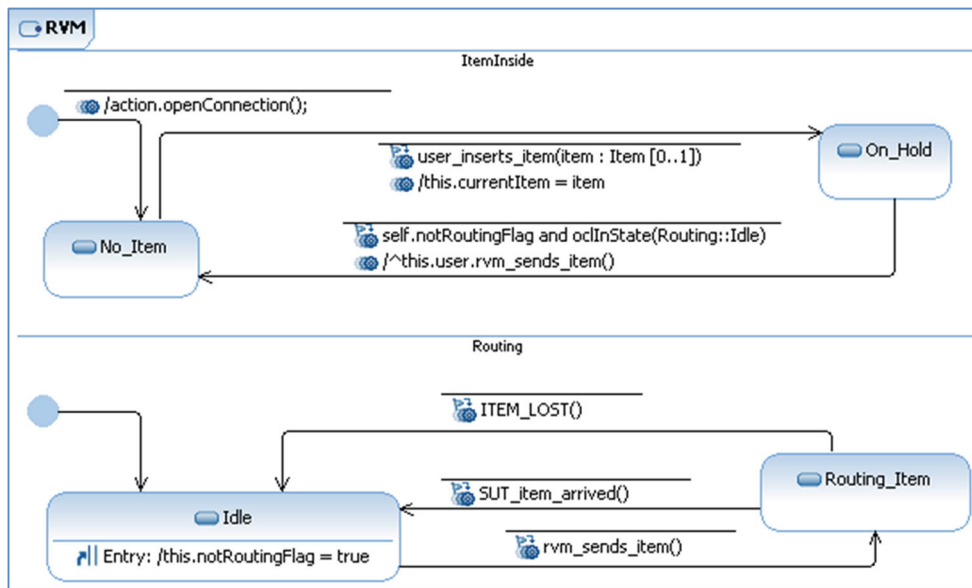 RVM
ItemInside
/action.openConnection();
user_inserts_item(item : Item [0..1])
/this.currentItem = item
On_Hold
No_Item
self.notRoutingFlag and oclInState(Routing::Idle)
/^this.user.rvm_sends_item()
Routing
ITEM_LOST()
Routing_Item
SUT_item_arrived()
Idle
rvm_sends_item()
Entry: /this.notRoutingFlag = true